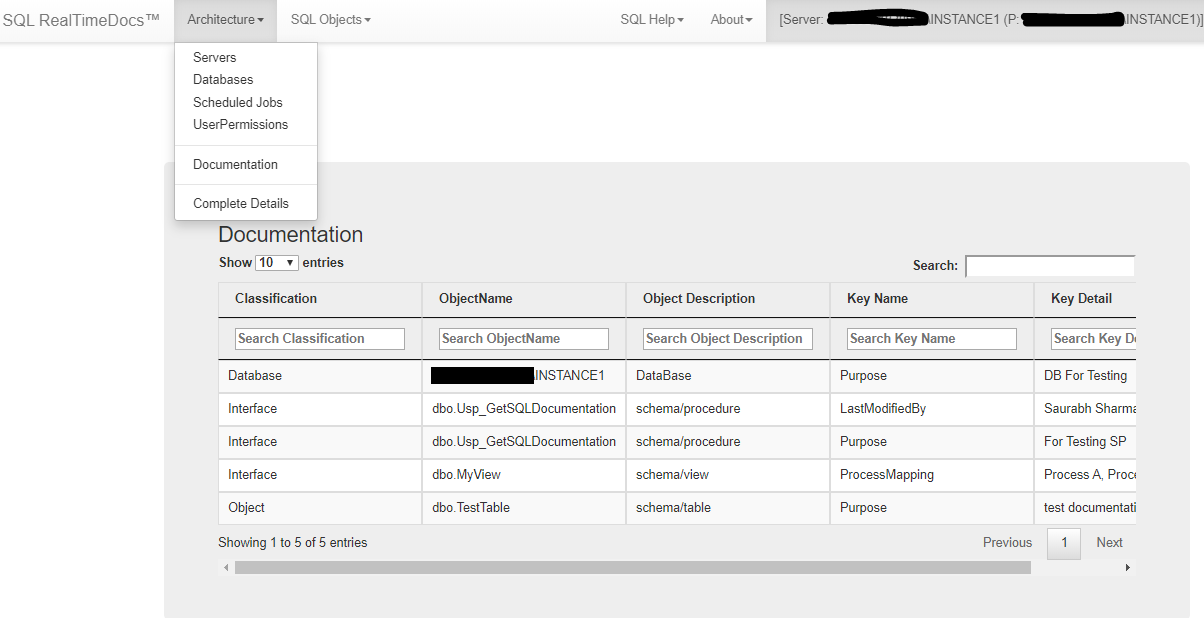 SQL RealTimeDocs™ Architecture SQL Objects SQL Help About [Server: INSTANCE1 (P: \INSTANCE1)]
Servers
Databases
Scheduled Jobs
UserPermissions
Documentation
Complete Details
Documentation
Show 10 entries Search:
Classification ObjectName Object Description Key Name Key Detail
Search Classification Search ObjectName Search Object Description Search Key Name Search Key De
Database INSTANCE1 DataBase Purpose DB For Testing
Interface dbo.Usp_GetSQLDocumentation schema/procedure LastModifiedBy Saurabh Sharma
Interface dbo.Usp_GetSQLDocumentation schema/procedure Purpose For Testing SP
Interface dbo.MyView schema/view ProcessMapping Process A, Proce
Object dbo.TestTable schema/table Purpose test documentati
Showing 1 to 5 of 5 entries Previous 1 Next